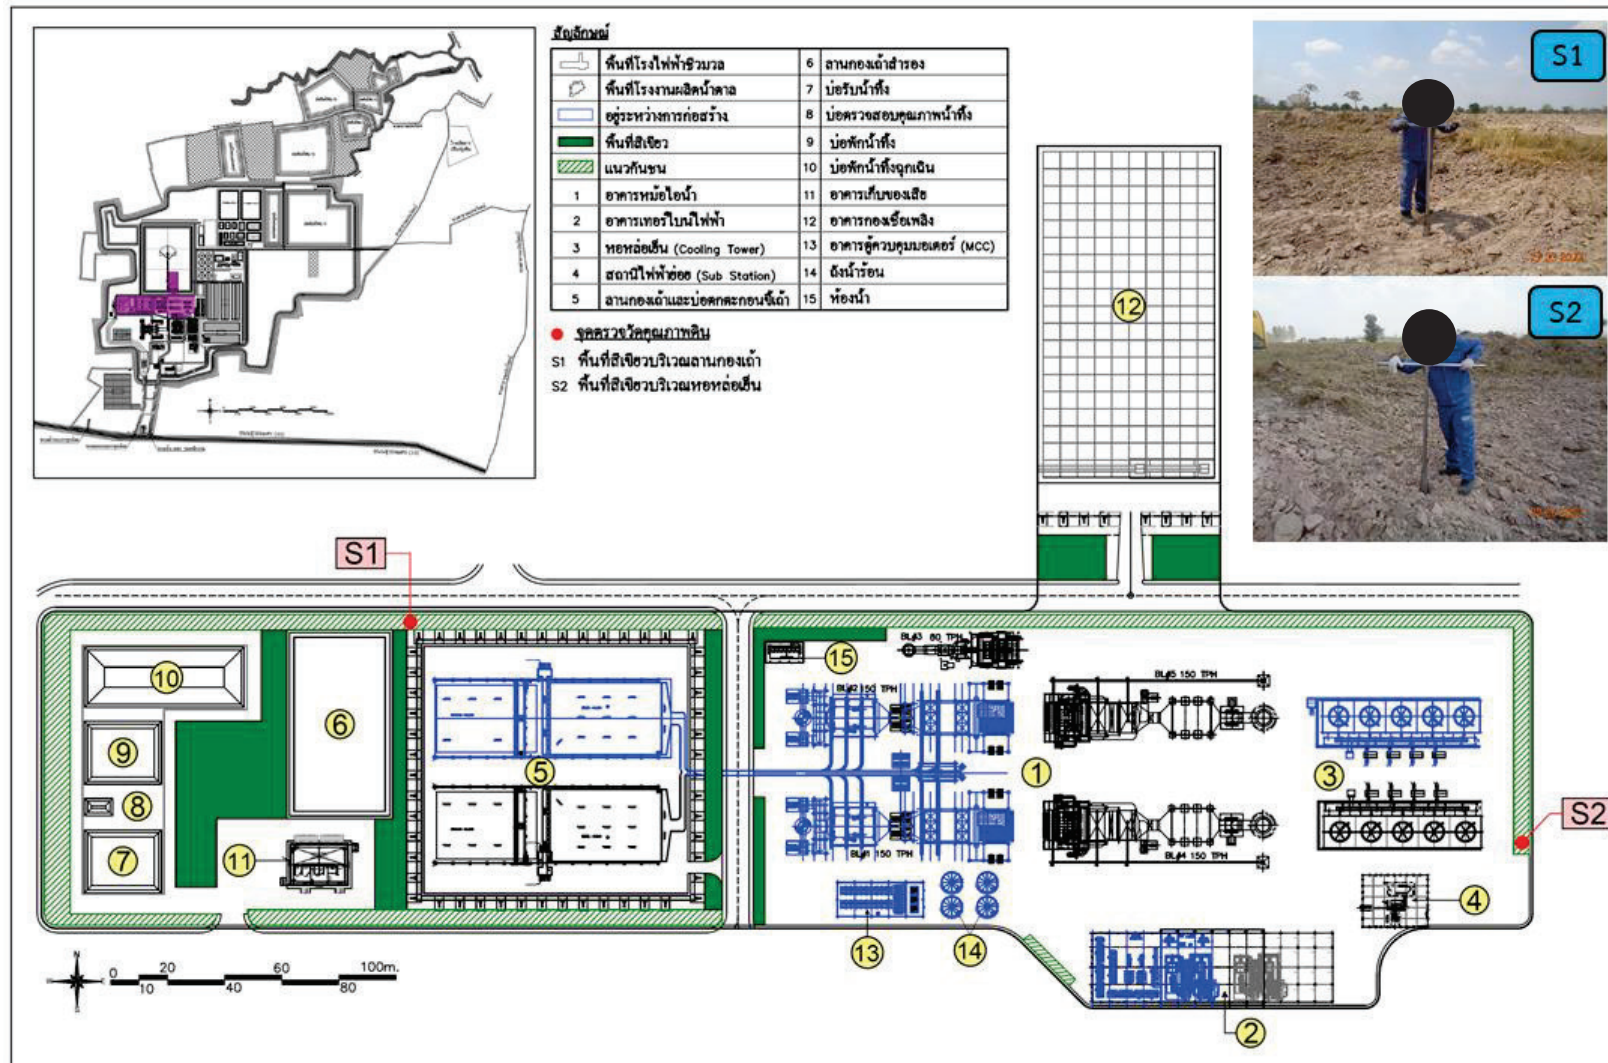 สัญลักษณ์
พื้นที่โรงไฟฟ้าชีวมวล
พื้นที่โรงงานผลิตน้ำตาล
อยู่ระหว่างการก่อสร้าง
พื้นที่สีเขียว
แนวกันชน
1 อาคารหม้อไอน้ำ
2 อาคารเทอร์ไบน์ไฟฟ้า
3 หอหล่อเย็น (Cooling Tower)
4 สถานีไฟฟ้าย่อย (Sub Station)
5 ลานกองเถ้าและบ่อตกตะกอนขี้เถ้า
6 ลานกองเถ้าสำรอง
7 บ่อรับน้ำทิ้ง
8 บ่อตรวจสอบคุณภาพน้ำทิ้ง
9 บ่อพักน้ำทิ้ง
10 บ่อพักน้ำทิ้งฉุกเฉิน
11 อาคารเก็บของเสีย
12 อาคารกองเชื้อเพลิง
13 อาคารตู้ควบคุมมอเตอร์ (MCC)
14 ถังน้ำร้อน
15 ห้องน้ำ
จุดตรวจวัดคุณภาพดิน
S1 พื้นที่สีเขียวบริเวณลานกองเถ้า
S2 พื้นที่สีเขียวบริเวณหอหล่อเย็น
S1
S2
12
S1
10
6
9
8
7
11
5
15
BL#3 80 TPH
BL#2 150 TPH
BL#5 150 TPH
1
3
S2
BL#1 150 TPH
BL#4 150 TPH
4
13
14
2
N
0 20 60 100m.
10 40 80